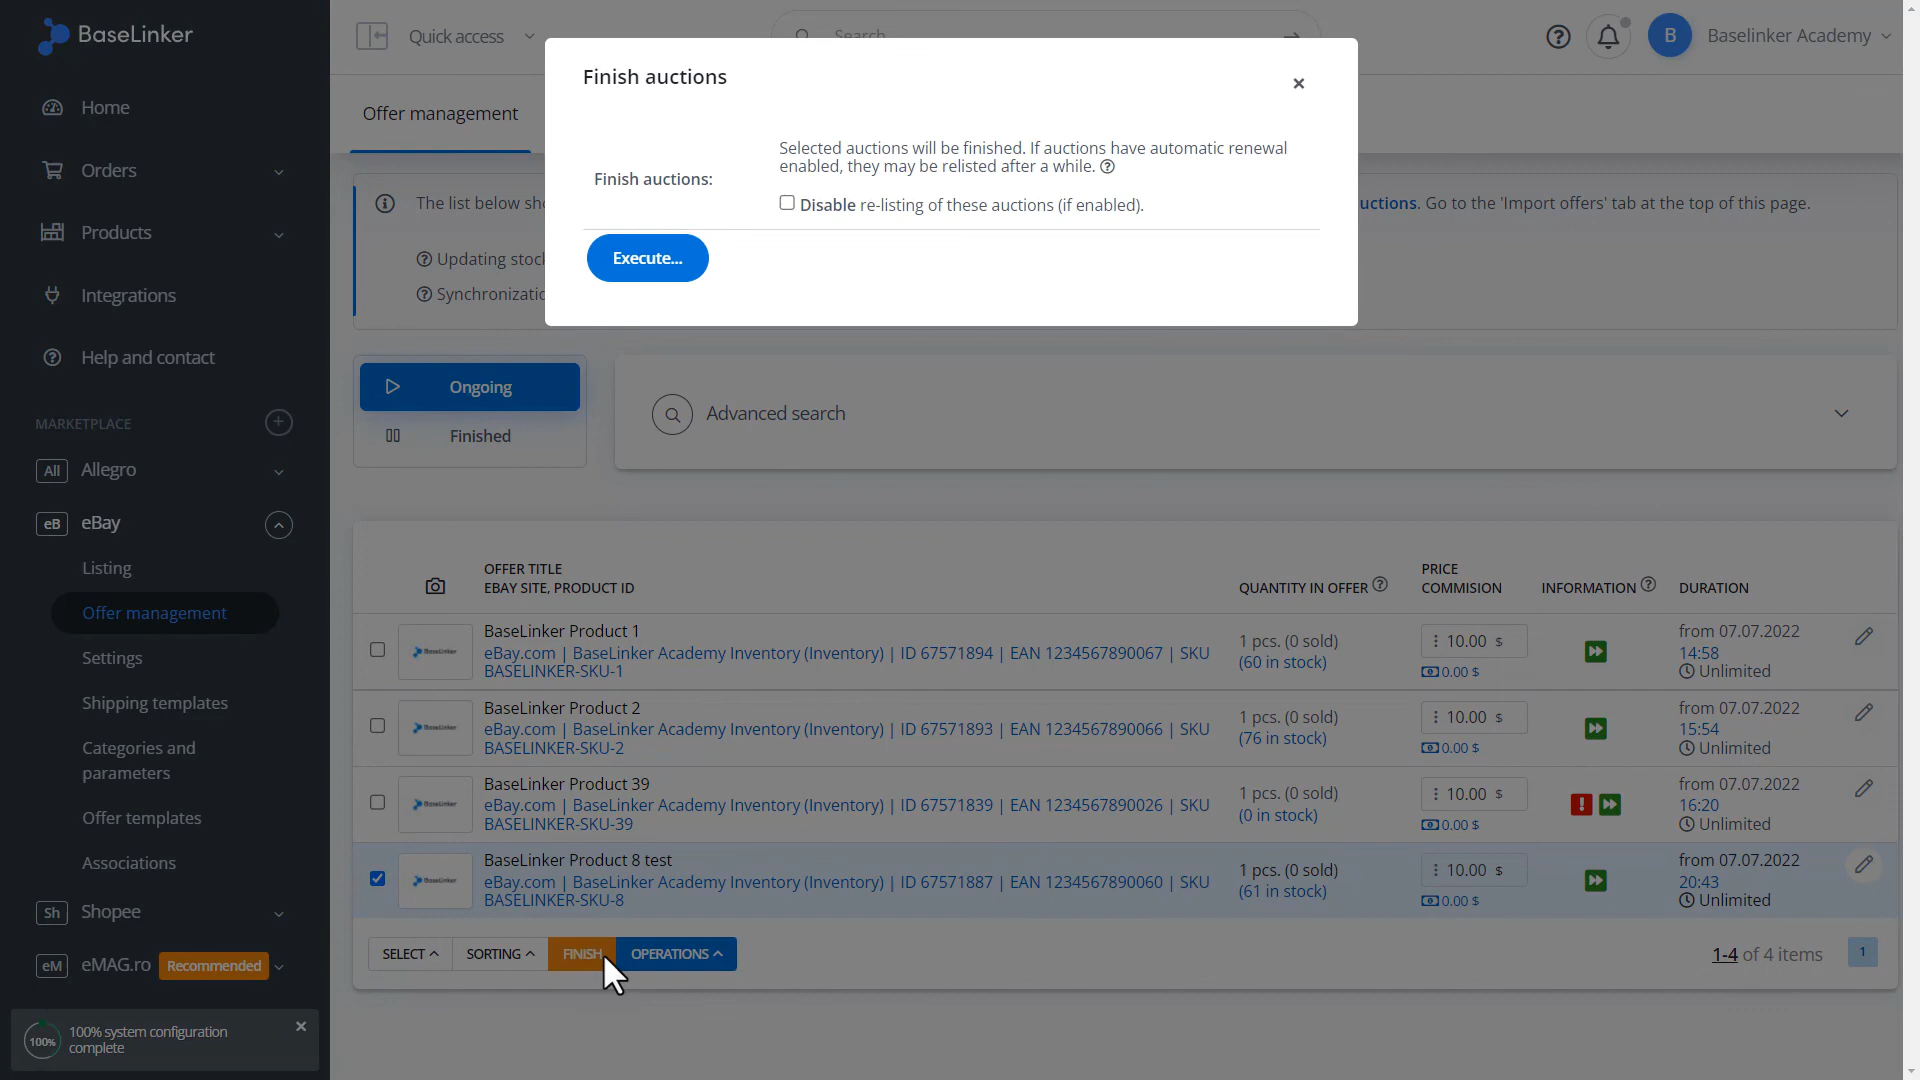 BaseLinker
Quick access
Search
B
Baselinker Academy
Home
Orders
Products
Integrations
Help and contact
MARKETPLACE
All Allegro
eB eBay
Listing
Offer management
Settings
Shipping templates
Categories and
parameters
Offer templates
Associations
Sh Shopee
eM eMAG.ro Recommended
100% 100% system configuration
complete
Offer management
Finish auctions
Finish auctions:
Selected auctions will be finished. If auctions have automatic renewal
enabled, they may be relisted after a while.
Disable re-listing of these auctions (if enabled).
Execute...
The list below
Go to the 'Import offers' tab at the top of this page.
Updating
Ongoing
Finished
Advanced search
OFFER TITLE
EBAY SITE, PRODUCT ID
QUANTITY IN OFFER
PRICE
COMMISION
INFORMATION
DURATION
BaseLinker Product 1
eBay.com | BaseLinker Academy Inventory (Inventory) | ID 67571894 | EAN 1234567890067 | SKU
BASELINKER-SKU-1
1 pcs. (0 sold)
(60 in stock)
10.00 $
0.00 $
from 07.07.2022
14:58
Unlimited
BaseLinker Product 2
eBay.com | BaseLinker Academy Inventory (Inventory) | ID 67571893 | EAN 1234567890066 | SKU
BASELINKER-SKU-2
1 pcs. (0 sold)
(76 in stock)
10.00 $
0.00 $
from 07.07.2022
15:54
Unlimited
BaseLinker Product 39
eBay.com | BaseLinker Academy Inventory (Inventory) | ID 67571839 | EAN 1234567890026 | SKU
BASELINKER-SKU-39
1 pcs. (0 sold)
(0 in stock)
10.00 $
0.00 $
from 07.07.2022
16:20
Unlimited
BaseLinker Product 8 test
eBay.com | BaseLinker Academy Inventory (Inventory) | ID 67571887 | EAN 1234567890060 | SKU
BASELINKER-SKU-8
1 pcs. (0 sold)
(61 in stock)
10.00 $
0.00 $
from 07.07.2022
20:43
Unlimited
SELECT
SORTING
FINISH
OPERATIONS
1-4 of 4 items
1